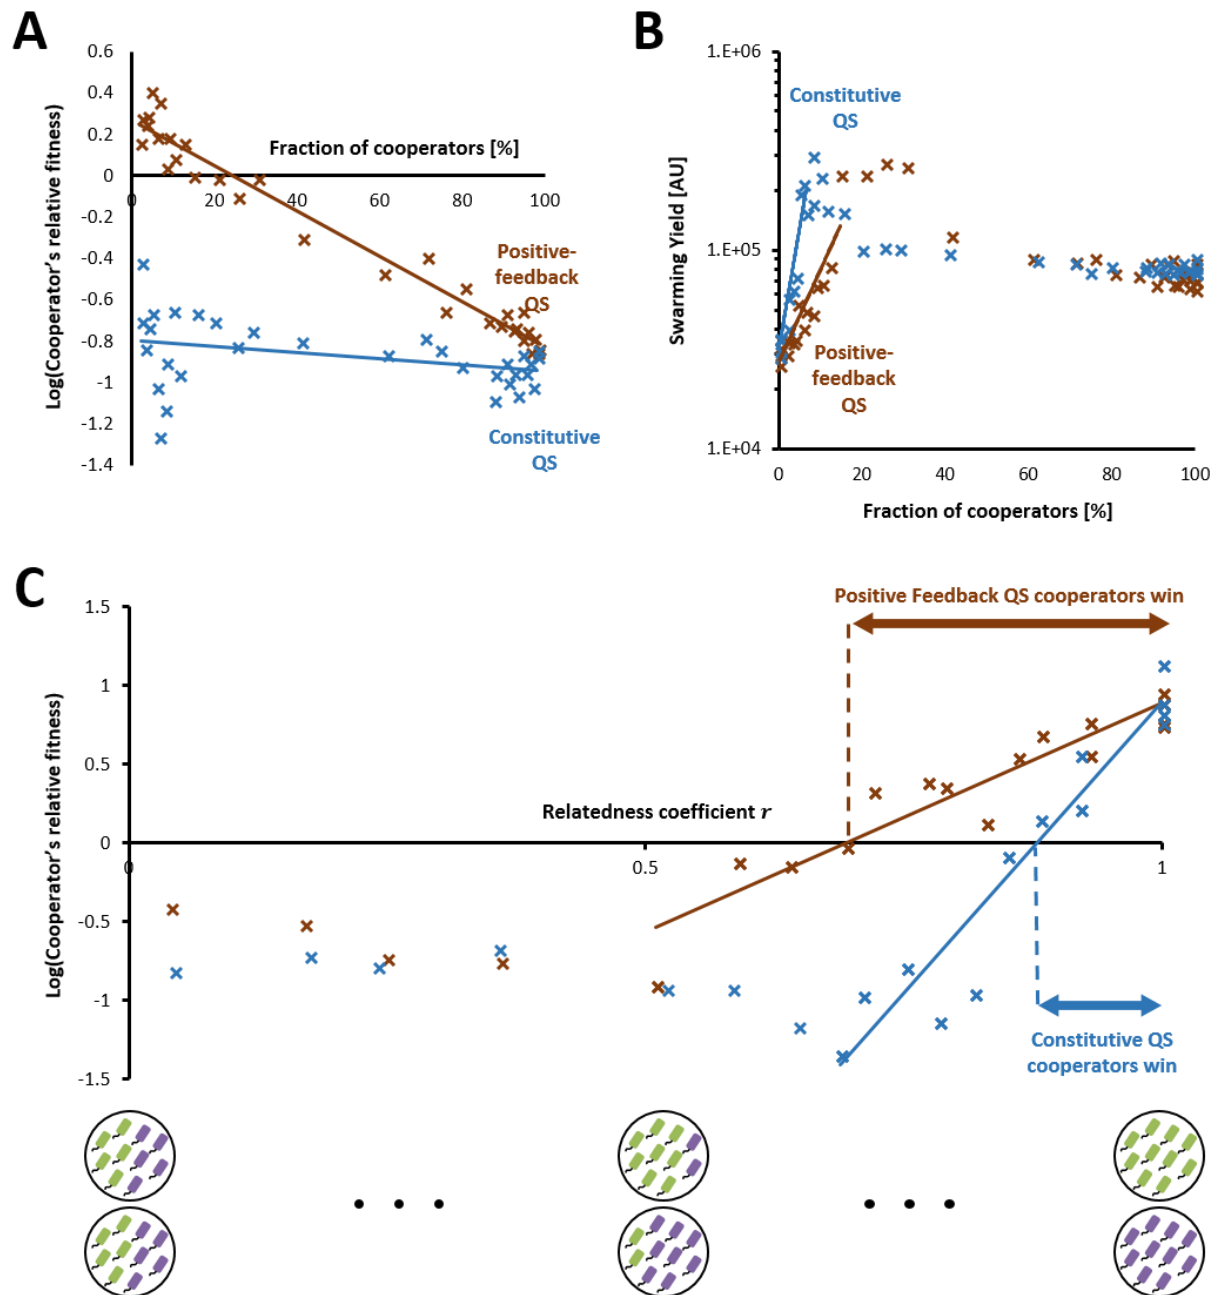 A
B
0.6
0.4
0.2
0
-0.2
-0.4
-0.6
-0.8
-1
-1.2
-1.4
Log(Cooperator's relative fitness)
Fraction of cooperators [%]
0
20
40
60
80
100
Positive-
feedback
QS
Constitutive
QS
1.E+06
1.E+05
1.E+04
Swarming Yield [AU]
Constitutive
QS
Positive-
feedback
QS
0
20
40
60
80
100
Fraction of cooperators [%]
C
1.5
1
0.5
0
-0.5
-1
-1.5
Log(Cooperator's relative fitness)
Positive Feedback QS cooperators win
Relatedness coefficient r
0
0.5
1
Constitutive QS
cooperators win